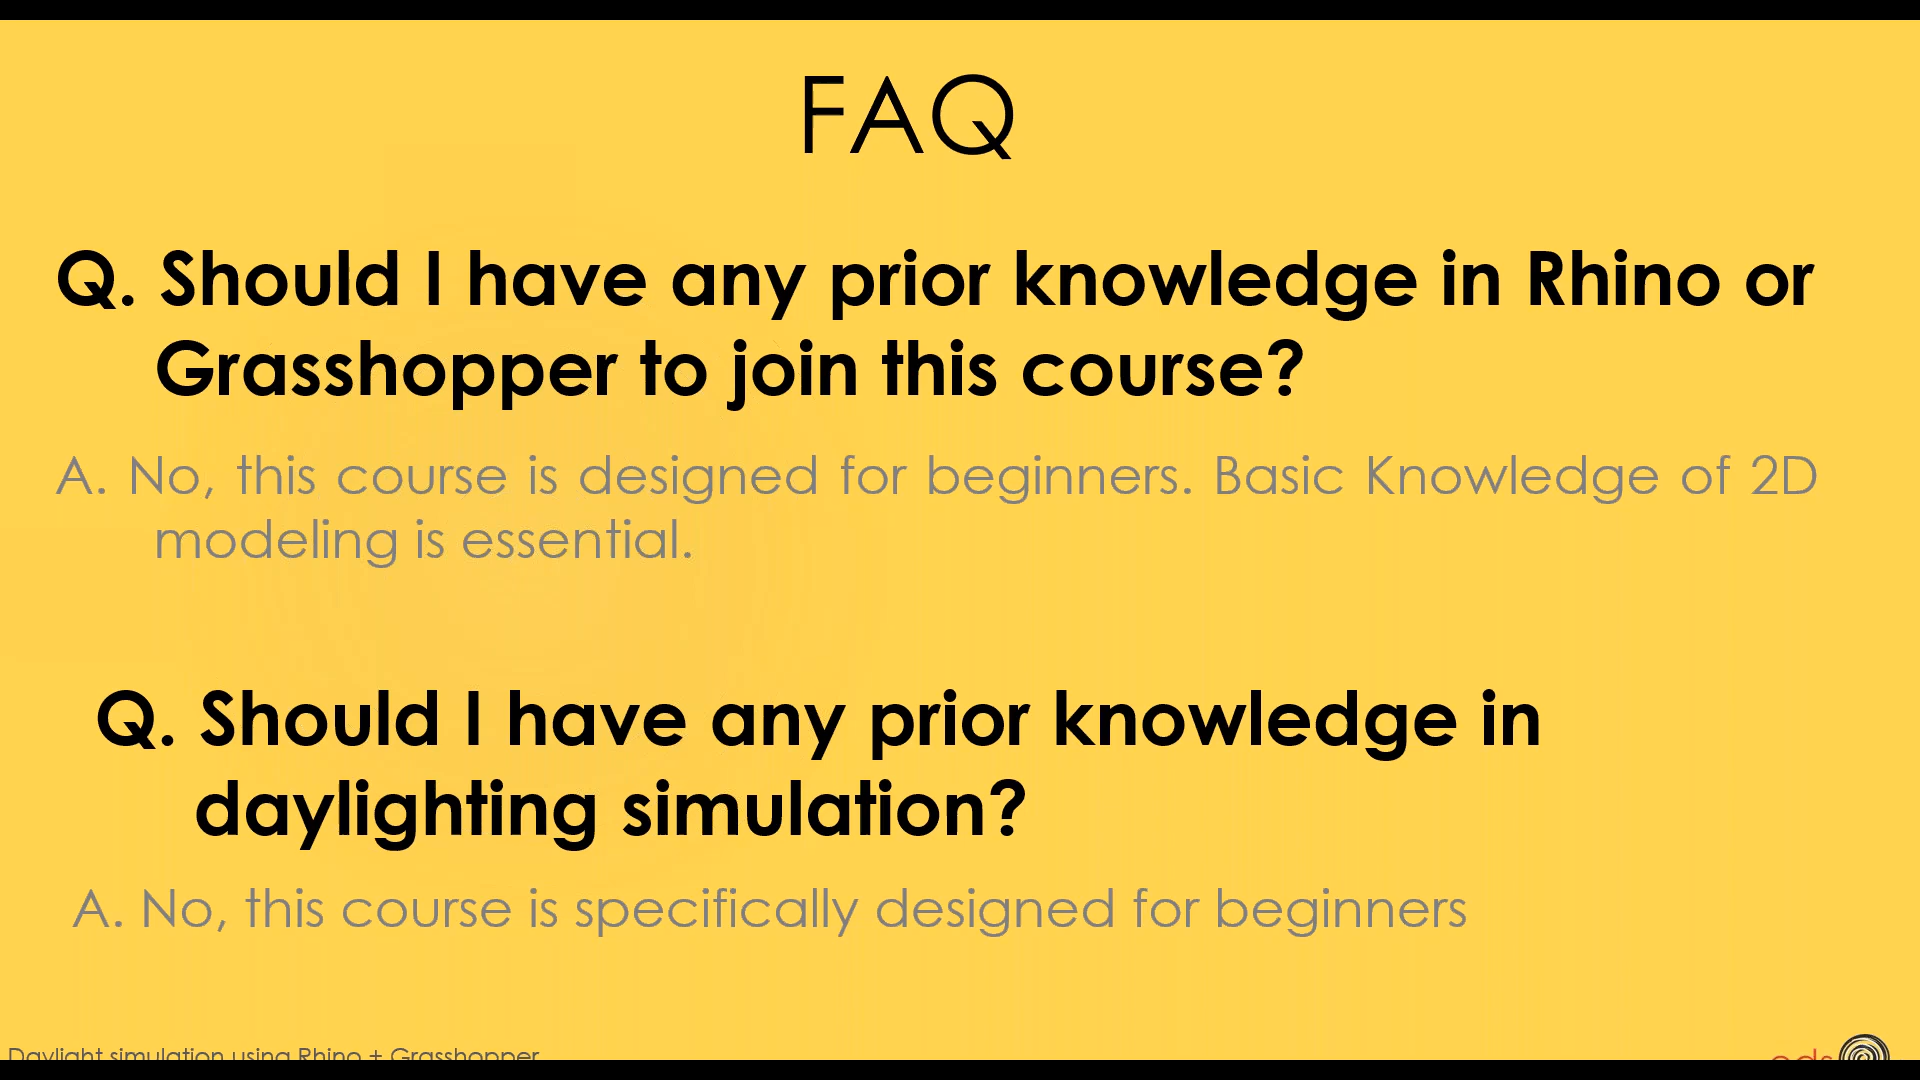 FAQ
Q. Should I have any prior knowledge in Rhino or
Grasshopper to join this course?
A. No, this course is designed for beginners. Basic Knowledge of 2D
modeling is essential.
Q. Should I have any prior knowledge in
daylighting simulation?
A. No, this course is specifically designed for beginners
Daylight simulation using Rhino + Grasshopper
eds